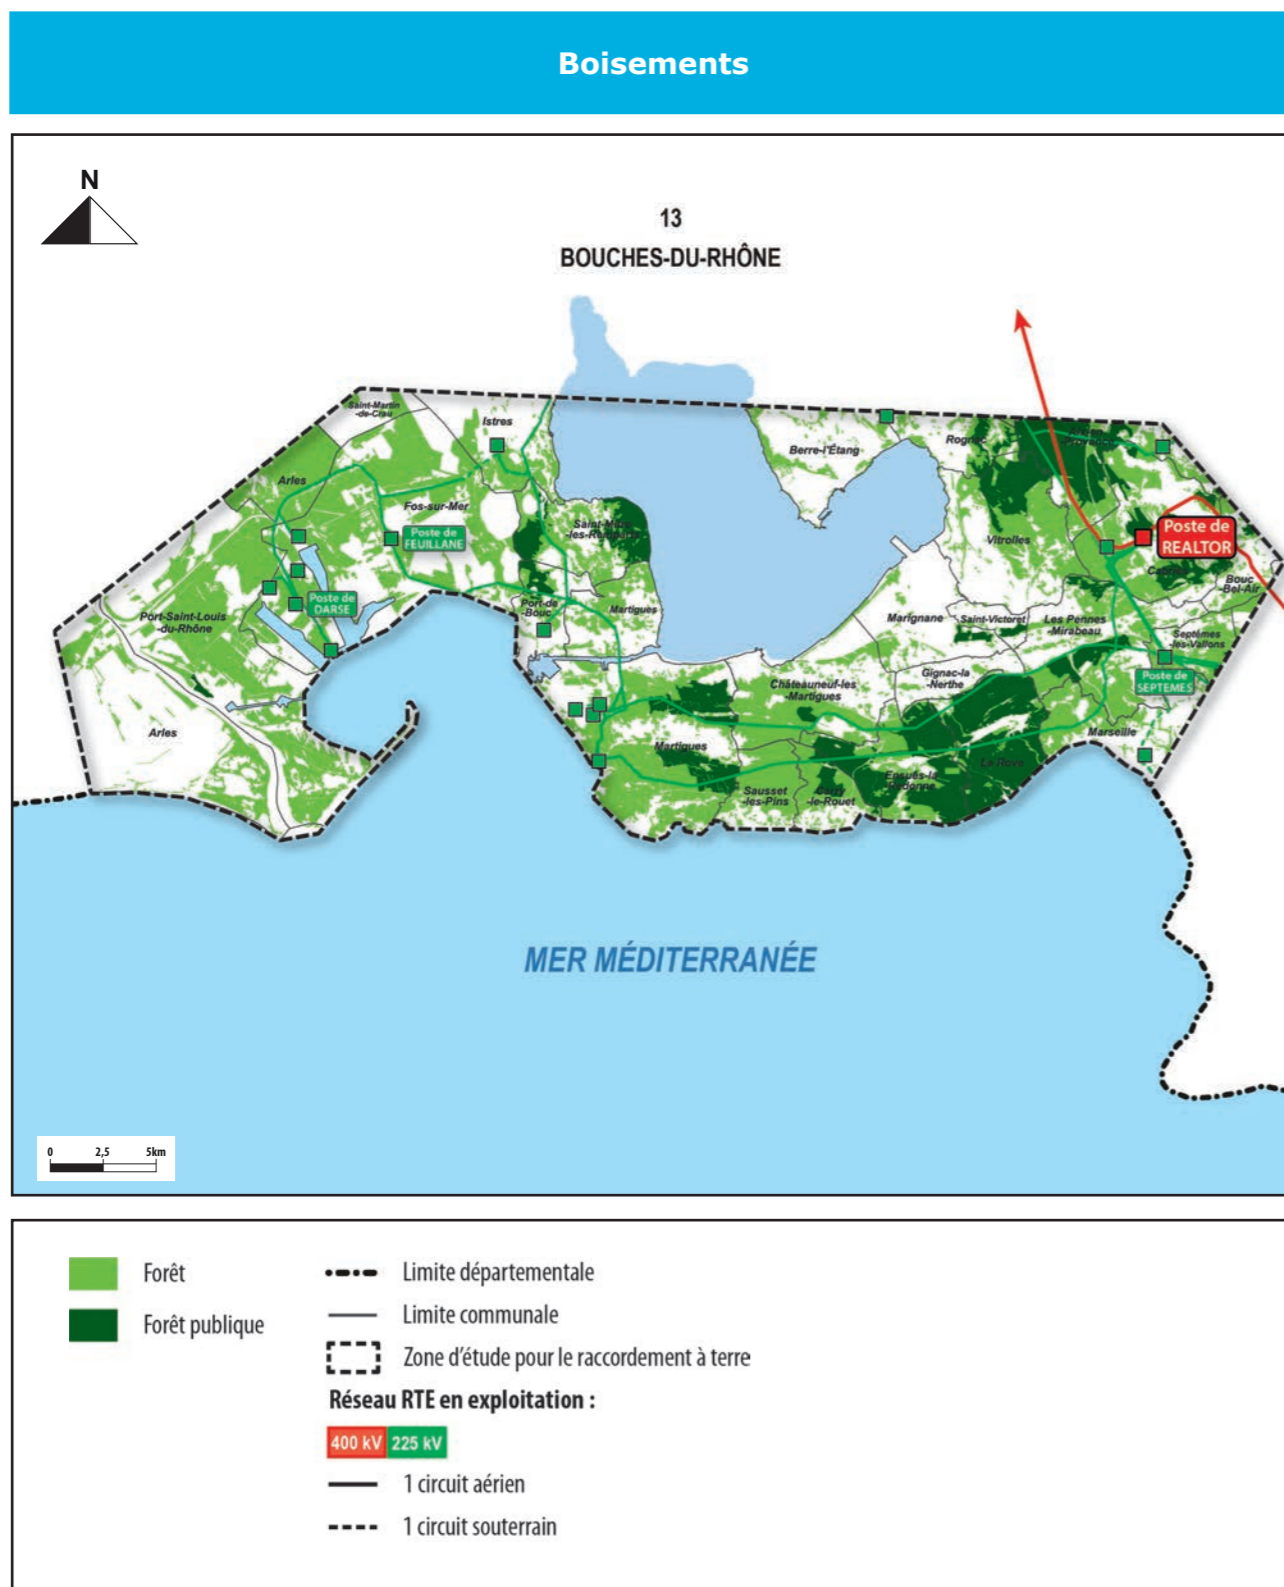 Boisements
N
13
BOUCHES-DU-RHÔNE
Saint-Martin
-de-Crau
Istres
Berre-l'Étang
Rognac
Aix-en
-Provence
Arles
Fos-sur-Mer
Poste de
FEUILLANE
Saint-Mitre
-les-Remparts
Vitrolles
Poste de
REALTOR
Cabriès
Bouc
-Bel-Air
Poste de
DARSE
Port-Saint-Louis
-du-Rhône
Port-de
-Bouc
Martigues
Marignane
Saint-Victoret
Les Pennes
-Mirabeau
Septèmes
-les-Vallons
Poste de
SEPTEMES
Châteauneuf-les
-Martigues
Gignac-la
-Nerthe
Arles
Martigues
Marseille
Le Rove
Ensuès-la
-Redonne
Sausset
-les-Pins
Carry
-le-Rouet
MER MÉDITERRANÉE
0 2,5 5km
Forêt
Forêt publique
Limite départementale
Limite communale
Zone d'étude pour le raccordement à terre
Réseau RTE en exploitation :
400 kV 225 kV
1 circuit aérien
1 circuit souterrain